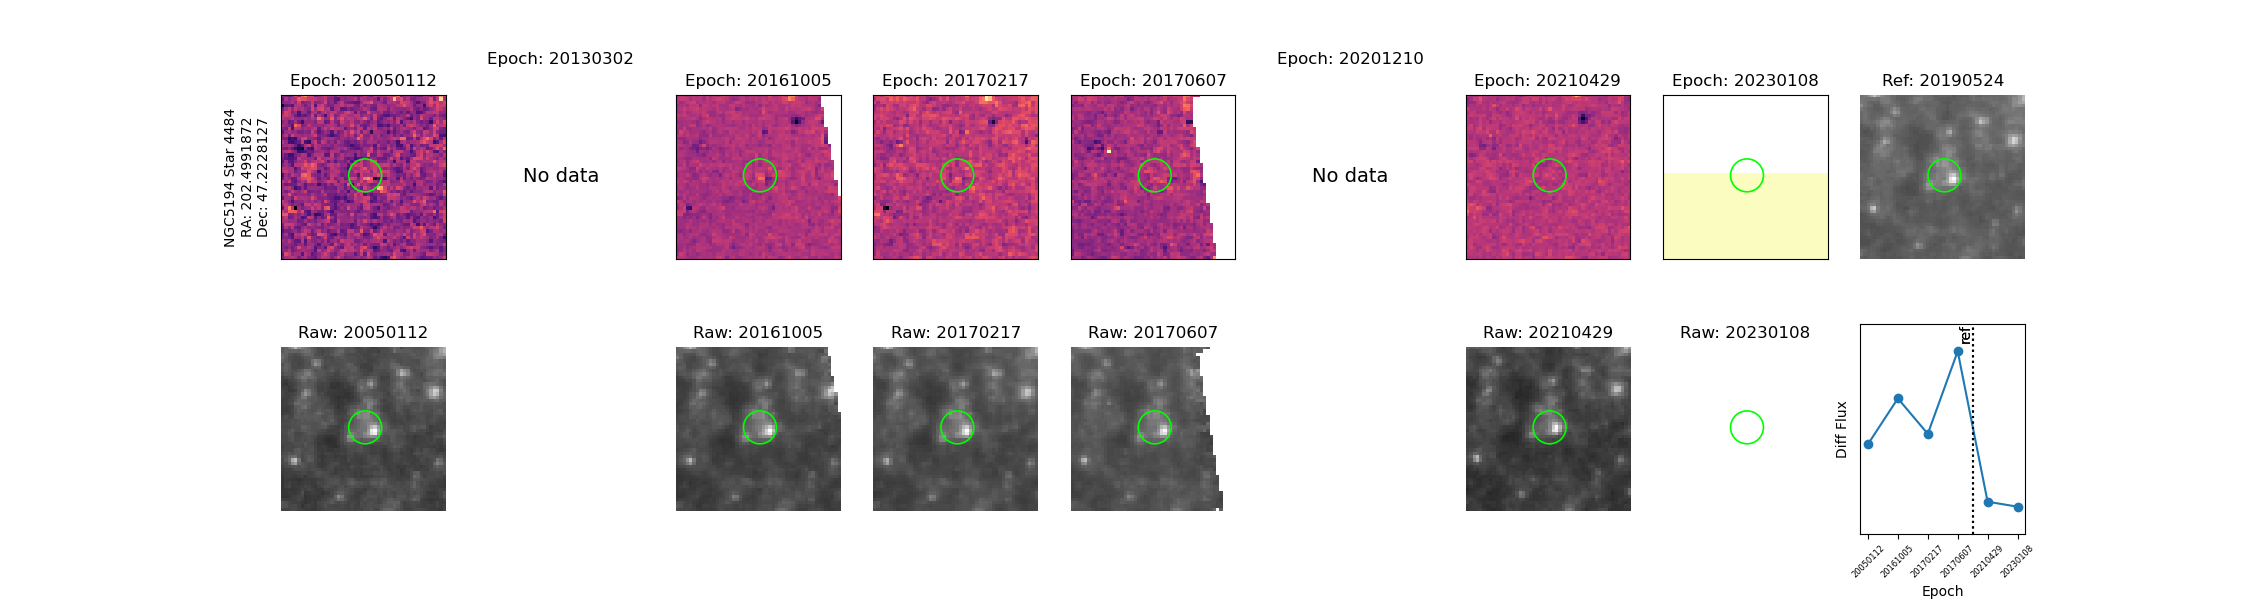 Epoch: 20130302
Epoch: 20201210
Epoch: 20050112
Epoch: 20161005
Epoch: 20170217
Epoch: 20170607
Epoch: 20210429
Epoch: 20230108
Ref: 20190524
NGC5194 Star 4484
RA: 202.4991872
Dec: 47.2228127
No data
No data
Raw: 20050112
Raw: 20161005
Raw: 20170217
Raw: 20170607
Raw: 20210429
Raw: 20230108
ref
Diff Flux
20050112
20161005
20170217
20170607
20210429
20230108
Epoch